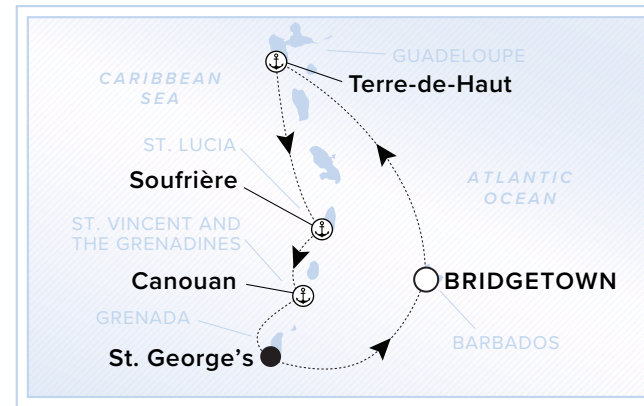 GUADELOUPE
Terre-de-Haut
CARIBBEAN
SEA
ST. LUCIA
Soufrière
ATLANTIC
OCEAN
ST. VINCENT AND
THE GRENADINES
Canouan
BRIDGETOWN
GRENADA
BARBADOS
St. George’s